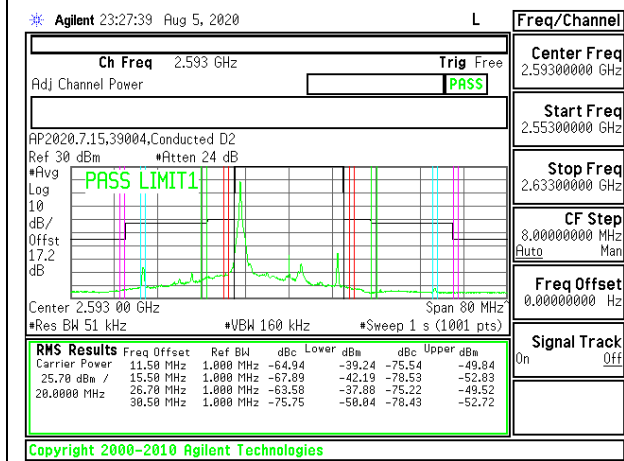 Agilent 23:27:39 Aug 5, 2020 L Freq/Channel
Ch Freq 2.593 GHz Trig Free
Adj Channel Power PASS
Center Freq
2.59300000 GHz
Start Freq
2.55300000 GHz
AP2020.7.15,39004,Conducted D2
Ref 30 dBm #Atten 24 dB
#Avg
Log
10
dB/
Offst
17.2
dB
PASS LIMIT1
Stop Freq
2.63300000 GHz
CF Step
8.00000000 MHz
Auto Man
Freq Offset
0.00000000 Hz
Center 2.593 00 GHz Span 80 MHz
#Res BW 51 kHz #VBW 160 kHz #Sweep 1 s (1001 pts)
Signal Track
On Off
RMS Results Freq Offset Ref BW dBc Lower dBm dBc Upper dBm
Carrier Power 11.50 MHz 1.000 MHz -64.94 -39.24 -75.54 -49.84
25.70 dBm / 15.50 MHz 1.000 MHz -67.89 -42.19 -78.53 -52.83
20.0000 MHz 26.70 MHz 1.000 MHz -63.58 -37.88 -75.22 -49.52
30.50 MHz 1.000 MHz -75.75 -50.04 -78.43 -52.72
Copyright 2000-2010 Agilent Technologies